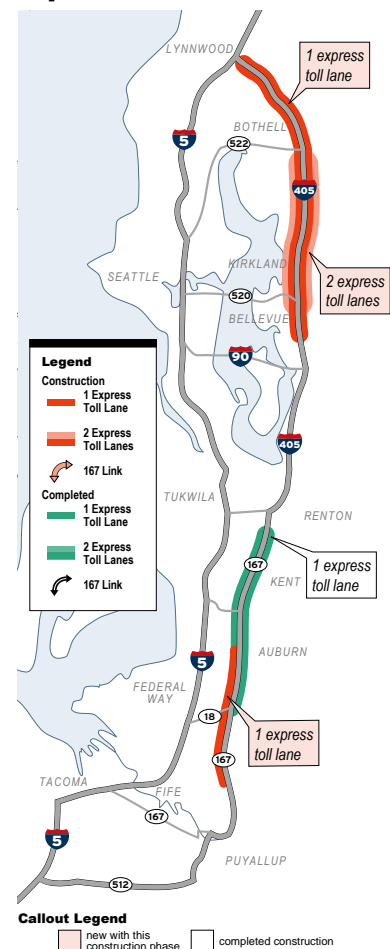 LYNNWOOD
1 express
toll lane
BOTHELL
5
522
405
KIRKLAND
SEATTLE
2 express
toll lanes
520
BELLEVUE
90
Legend
Construction
1 Express
Toll Lane
2 Express
Toll Lanes
167 Link
Completed
1 Express
Toll Lane
2 Express
Toll Lanes
167 Link
405
TUKWILA
RENTON
1 express
toll lane
167
KENT
AUBURN
5
FEDERAL
WAY
18
1 express
toll lane
167
TACOMA
FIFE
167
5
PUYALLUP
512
Callout Legend
new with this
construction phase
completed construction